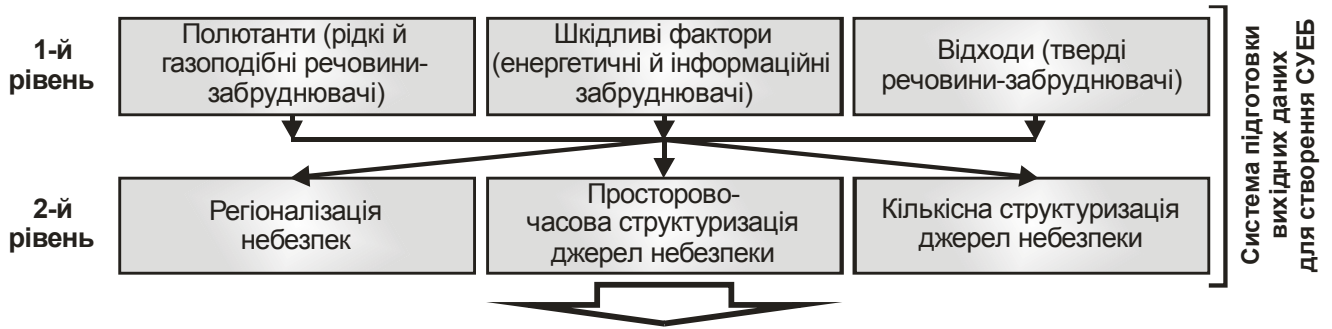 1-й
рівень
Полютанти (рідкі й
газоподібні речовини-
забруднювачі)
Шкідливі фактори
(енергетичні й інформаційні
забруднювачі)
Відходи (тверді
речовини-забруднювачі)
2-й
рівень
Регіоналізація
небезпек
Просторово-
часова структуризація
джерел небезпеки
Кількісна структуризація
джерел небезпеки
Система підготовки
вихідних даних
для створення СУЕБ